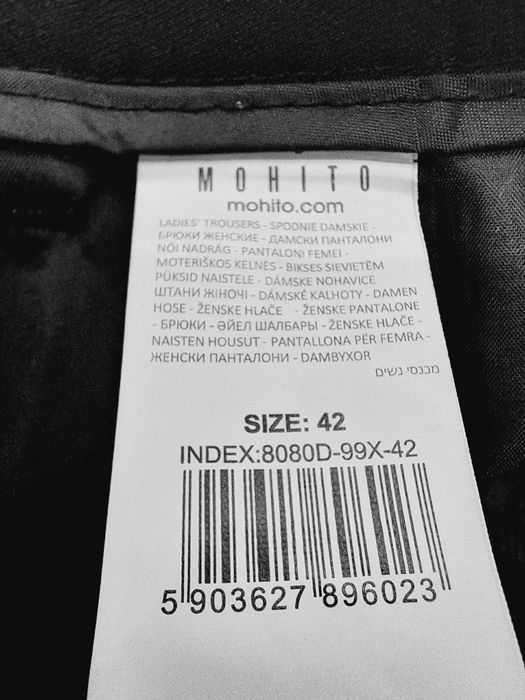 MOHITO
mohito.com
LADIES' TROUSERS - SPODNIE DAMSKIE -
БРЮКИ ЖЕНСКИЕ - ДАМСКИ ПАНТАЛОНИ
NŐI NADRÁG - PANTALONI FEMEI -
MOTERIŠKOS KELNĖS - BIKSES SIEVIETĒM
PÜKSID NAISTELE - DÁMSKE NOHAVICE
ШТАНИ ЖІНОЧІ - DÁMSKÉ KALHOTY - DAMEN
HOSE - ŽENSKE HLAČE - ŽENSKE PANTALONE
- БРЮКИ - ӘЙЕЛ ШАЛБАРЫ - ŽENSKE HLAČE -
NAISTEN HOUSUT - PANTALLONA PËR FEMRA -
ЖЕНСКИ ПАНТАЛОНИ - DAMBYXOR
מכנסי נשים
SIZE: 42
INDEX:8080D-99X-42
5 903627 896023